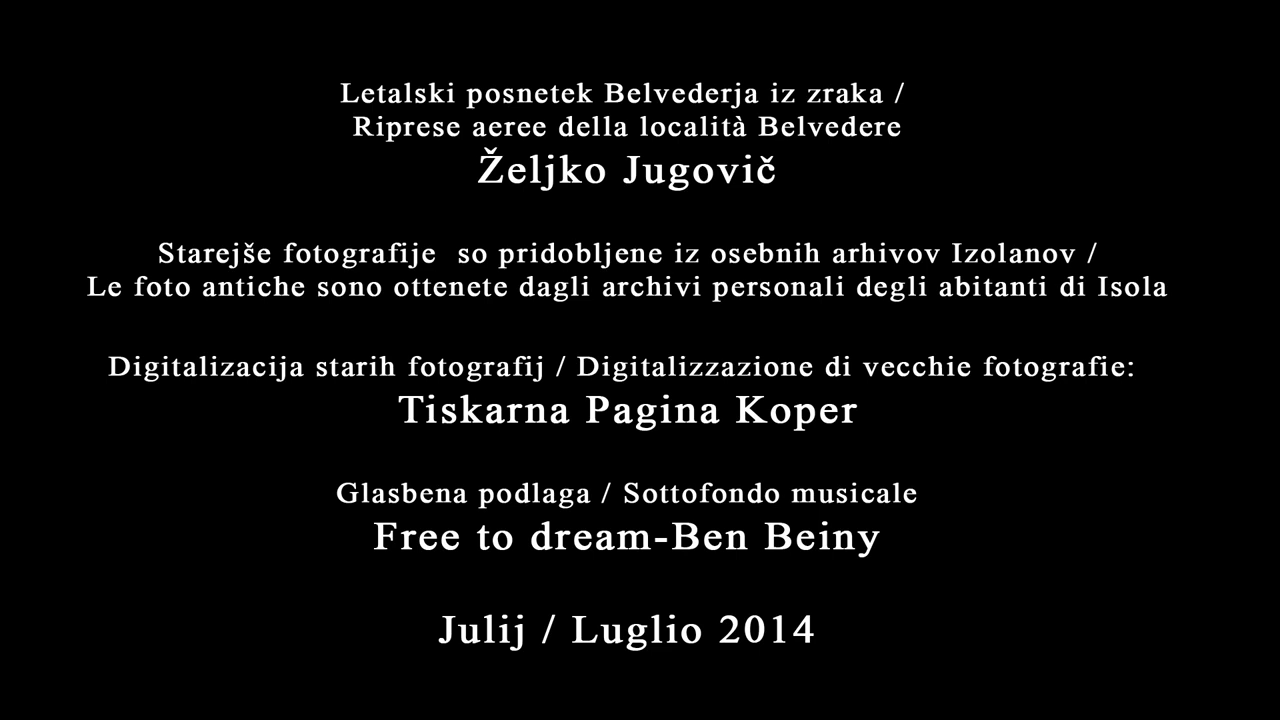 Letalski posnetek Belvederja iz zraka /
Riprese aeree della località Belvedere
Željko Jugovič
Starejše fotografije  so pridobljene iz osebnih arhivov Izolanov /
Le foto antiche sono ottenete dagli archivi personali degli abitanti di Isola
Digitalizacija starih fotografij / Digitalizzazione di vecchie fotografie:
Tiskarna Pagina Koper
Glasbena podlaga / Sottofondo musicale
Free to dream-Ben Beiny
Julij / Luglio 2014